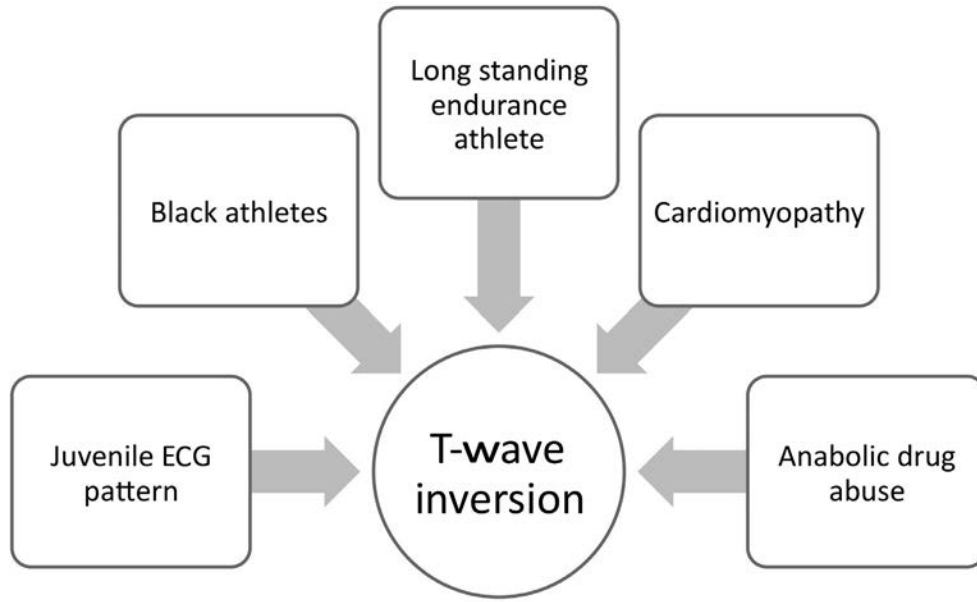 Long standing
endurance
athlete
Black athletes
Cardiomyopathy
Juvenile ECG
pattern
T-wave
inversion
Anabolic drug
abuse